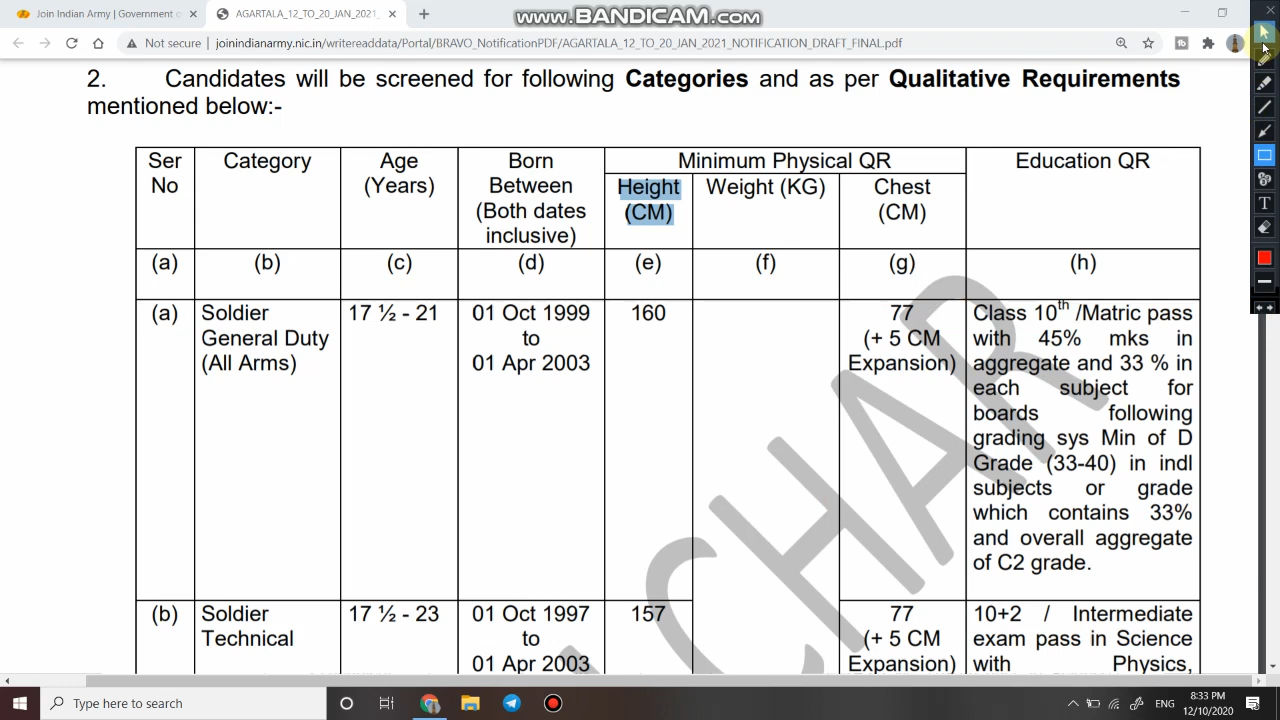 Join Indian Army | Government o
AGARTALA_12_TO_20_JAN_2021_
www.BANDICAM.com
Not secure | joinindianarmy.nic.in/writereaddata/Portal/BRAVO_NotificationPDF/AGARTALA_12_TO_20_JAN_2021_NOTIFICATION_DRAFT_FINAL.pdf
2. Candidates will be screened for following Categories and as per Qualitative Requirements
mentioned below:-
Ser No Category Age (Years) Born Between (Both dates inclusive) Minimum Physical QR Education QR
Height (CM) Weight (KG) Chest (CM)
(a) (b) (c) (d) (e) (f) (g) (h)
(a) Soldier 17 ½ - 21 01 Oct 1999 160 77 Class 10th /Matric pass
General Duty to (+ 5 CM with 45% mks in
(All Arms) 01 Apr 2003 Expansion) aggregate and 33 % in
each subject for
boards following
grading sys Min of D
Grade (33-40) in indl
subjects or grade
which contains 33%
and overall aggregate
of C2 grade.
(b) Soldier 17 ½ - 23 01 Oct 1997 157 77 10+2 / Intermediate
Technical to (+ 5 CM exam pass in Science
01 Apr 2003 Expansion) with Physics,
CHAR
T
Type here to search
ENG
8:33 PM
12/10/2020